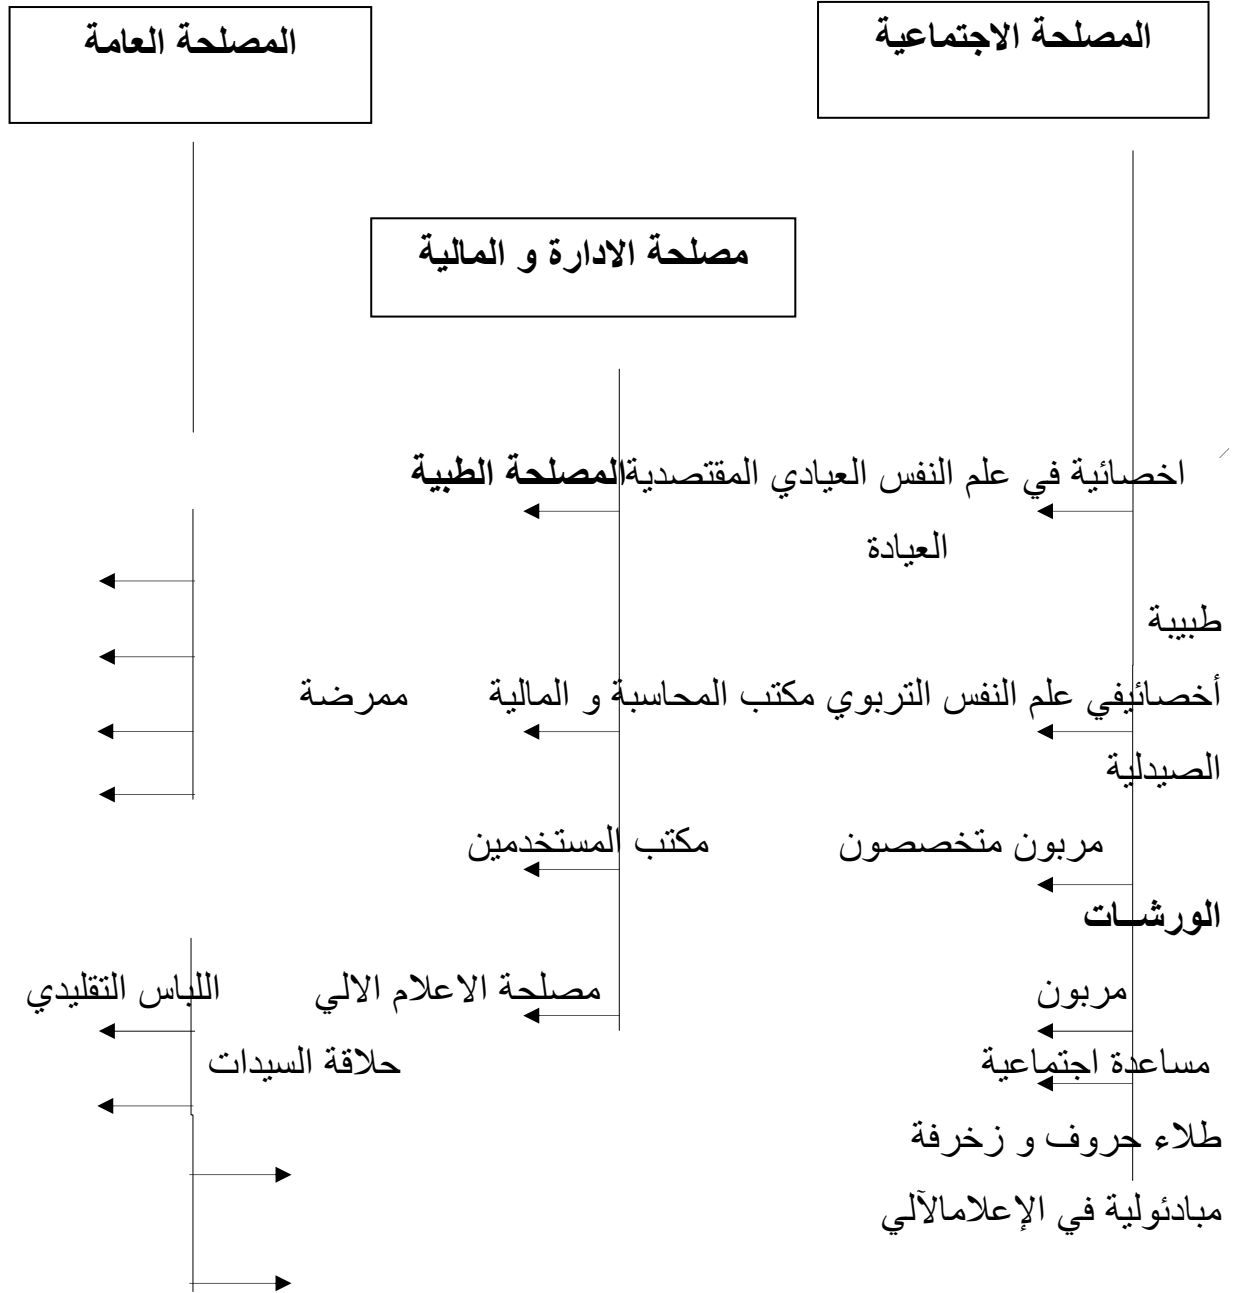 المصلحة الاجتماعية
المصلحة العامة
مصلحة الادارة و المالية
اخصائية في علم النفس العيادي المقتصدية المصلحة الطبية
العيادة
طبيبة
أخصائيفي علم النفس التربوي مكتب المحاسبة و المالية ممرضة
الصيدلية
مربون متخصصون مكتب المستخدمين
الورشــات
مربون مصلحة الاعلام الالي اللباس التقليدي
مساعدة اجتماعية حلاقة السيدات
طلاء حروف و زخرفة
مبادئولية في الإعلامالآلي